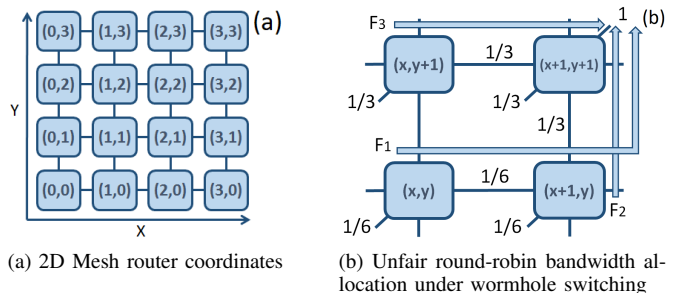 (a)
(0,3) (1,3) (2,3) (3,3)
(0,2) (1,2) (2,2) (3,2)
Y
(0,1) (1,1) (2,1) (3,1)
(0,0) (1,0) (2,0) (3,0)
X
(a) 2D Mesh router coordinates
F3 1 (b)
(x,y+1) 1/3 (x+1,y+1)
1/3 1/3
1/3
F1
(x,y) 1/6 (x+1,y)
F2
1/6 1/6
(b) Unfair round-robin bandwidth al-
location under wormhole switching